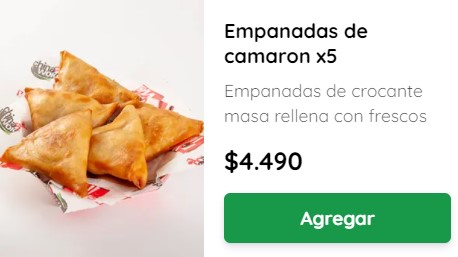 Empanadas de
camaron x5
Empanadas de crocante
masa rellena con frescos
$4.490
Agregar